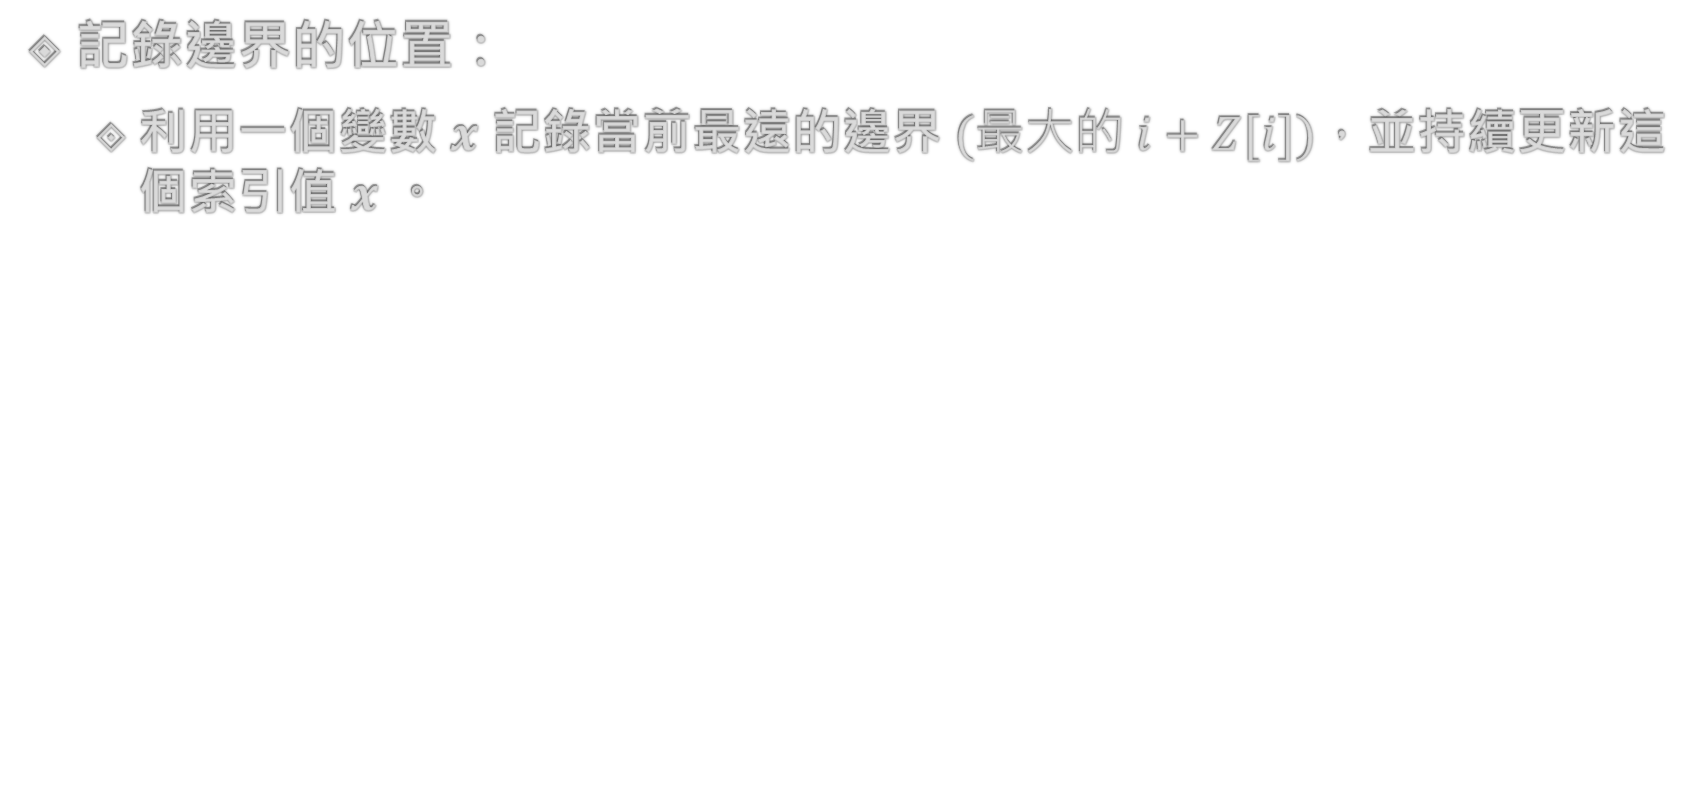 記錄邊界的位置：
利用一個變數 x 記錄當前最遠的邊界 (最大的 i + Z[i])，並持續更新這
個索引值 x 。